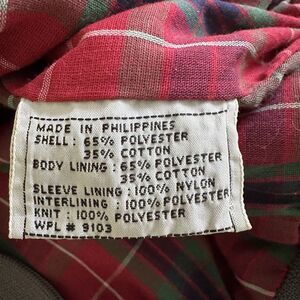 MADE IN PHILIPPINES
SHELL : 65% POLYESTER
35% COTTON
BODY LINING : 65% POLYESTER
35% COTTON
SLEEVE LINING : 100% NYLON
INTERLINING : 100% POLYESTER
KNIT : 100% POLYESTER
WPL # 9103